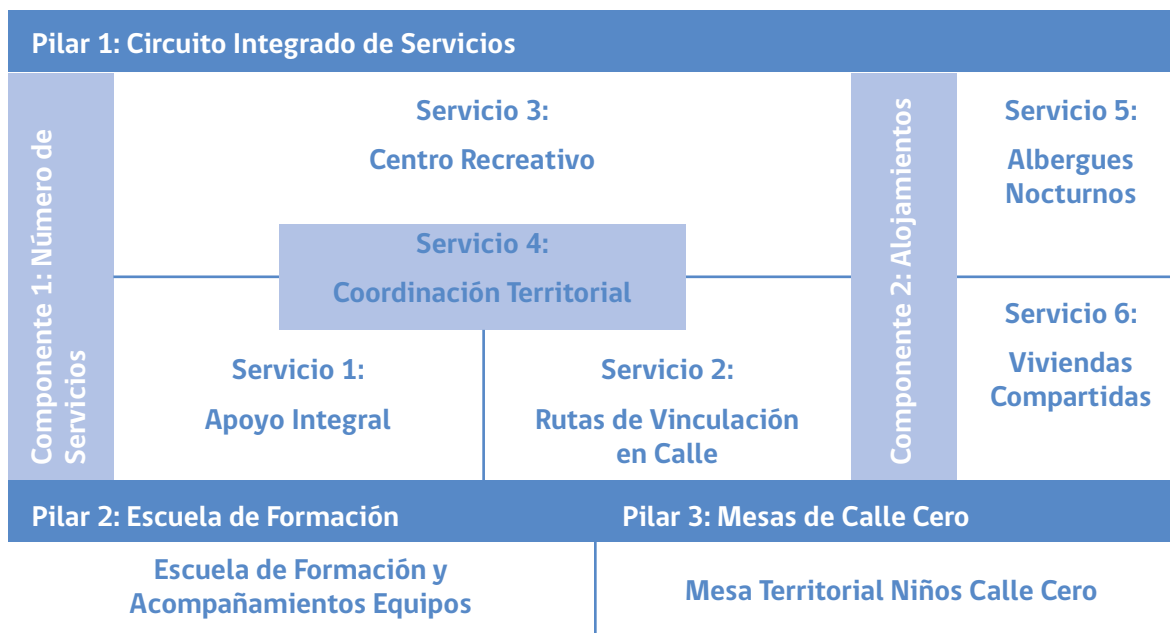 Pilar 1: Circuito Integrado de Servicios
Componente 1: Número de
Servicios
Servicio 3:
Centro Recreativo
Servicio 4:
Coordinación Territorial
Servicio 1:
Apoyo Integral
Servicio 2:
Rutas de Vinculación
en Calle
Componente 2: Alojamientos
Servicio 5:
Albergues
Nocturnos
Servicio 6:
Viviendas
Compartidas
Pilar 2: Escuela de Formación
Escuela de Formación y
Acompañamientos Equipos
Pilar 3: Mesas de Calle Cero
Mesa Territorial Niños Calle Cero